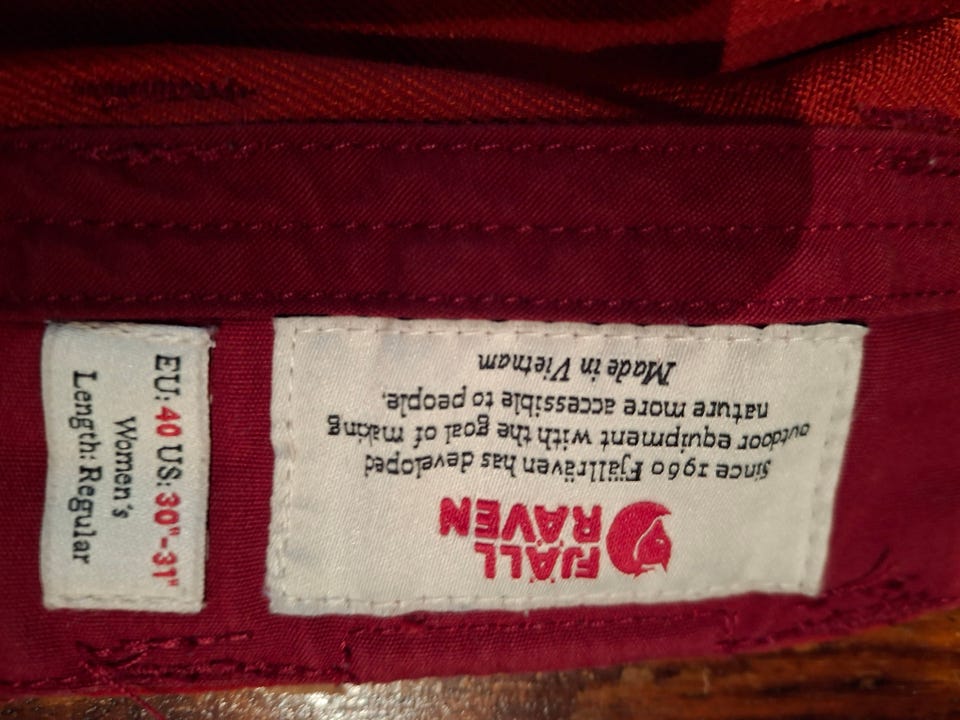 FJÄLL
RÄVEN
Since 1960 Fjällräven has developed
outdoor equipment with the goal of making
nature more accessible to people.
Made in Vietnam
EU: 40 US: 30"-31"
Women's
Length: Regular